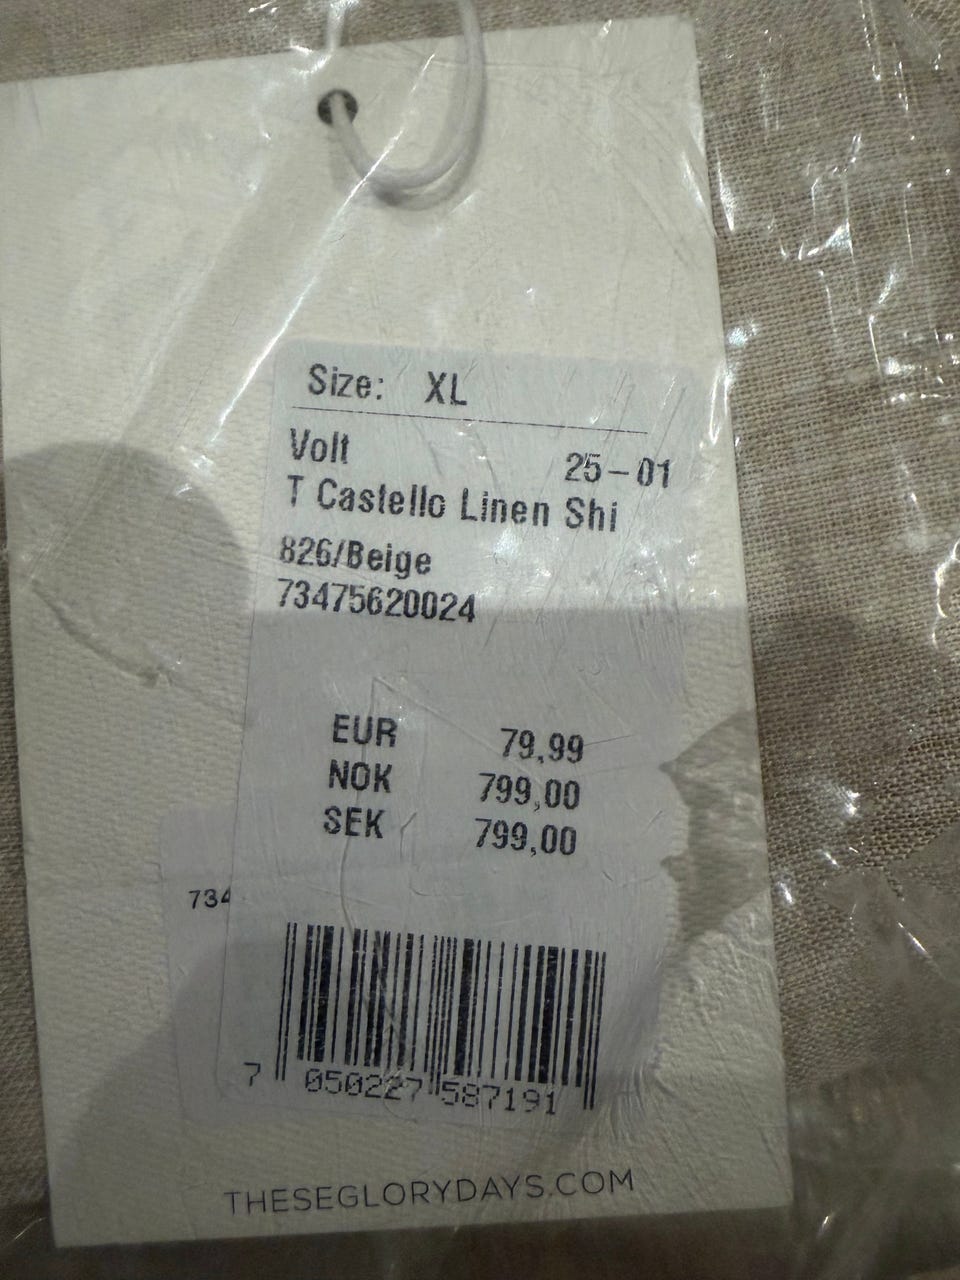 Size: XL
Volt 25-01
T Castello Linen Shi
826/Beige
73475620024
EUR 79,99
NOK 799,00
SEK 799,00
734
7 050227 587191
THESEGLORYDAYS.COM